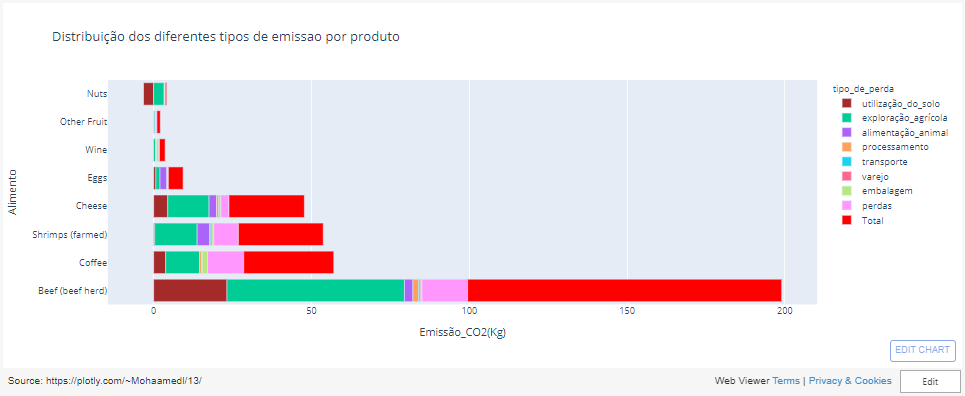 Distribuição dos diferentes tipos de emissao por produto
tipo_de_perda
utilização_do_solo
exploração_agrícola
alimentação_animal
processamento
transporte
varejo
embalagem
perdas
Total
Alimento
Nuts
Other Fruit
Wine
Eggs
Cheese
Shrimps (farmed)
Coffee
Beef (beef herd)
0 50 100 150 200
Emissão_CO2(Kg)
EDIT CHART
Source: https://plotly.com/~Mohaamedl/13/ Web Viewer Terms | Privacy & Cookies Edit